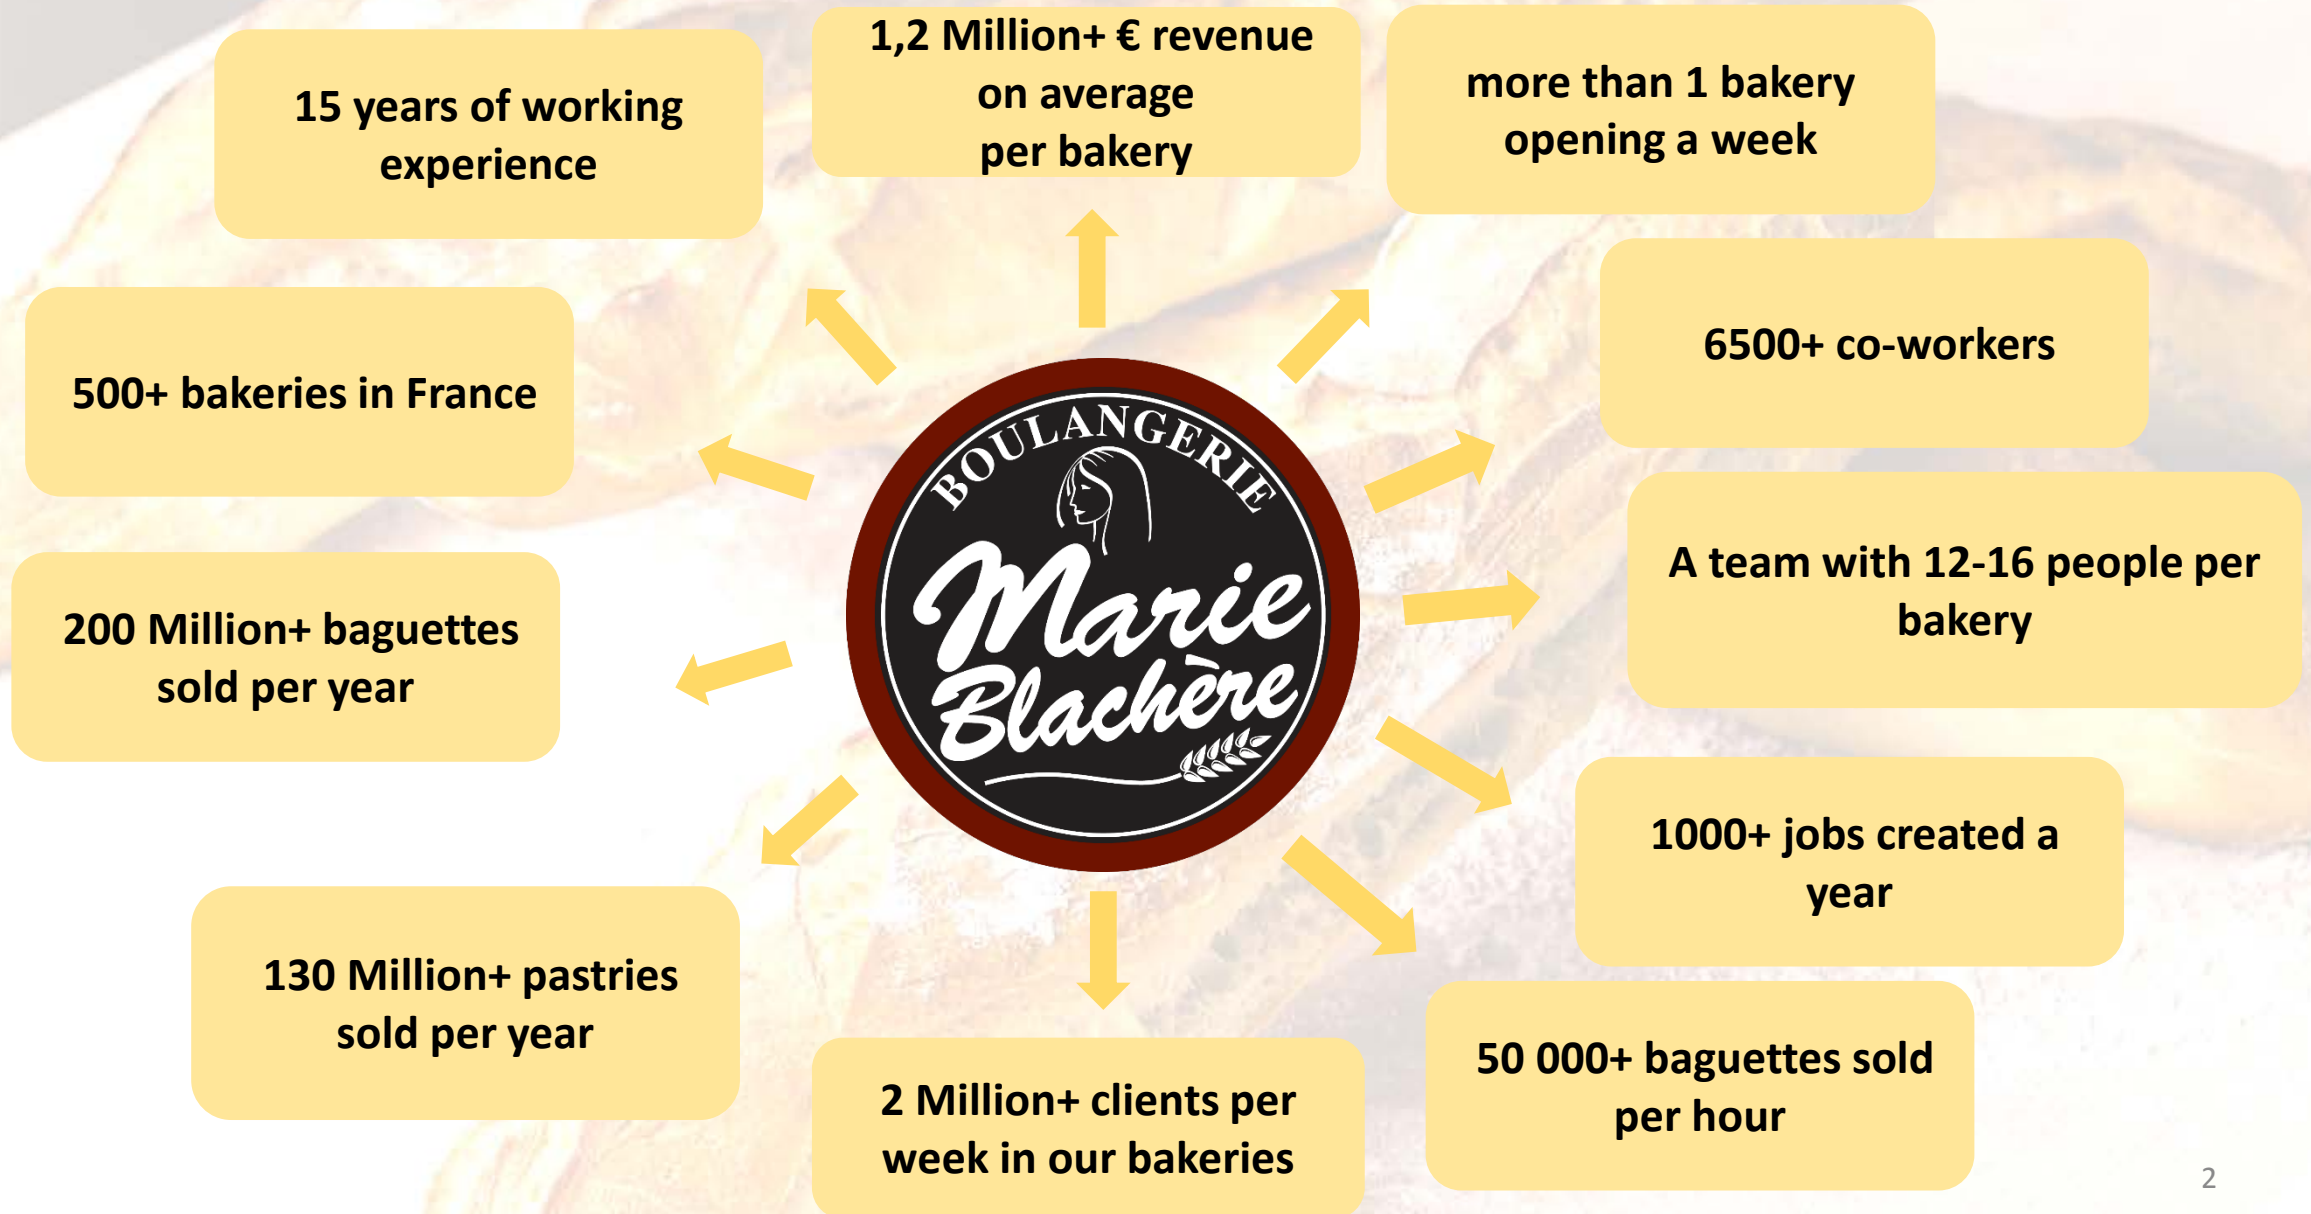 1,2 Million+ € revenue
on average
per bakery
15 years of working
experience
more than 1 bakery
opening a week
500+ bakeries in France
6500+ co-workers
BOULANGERIE
Marie
Blachère
200 Million+ baguettes
sold per year
A team with 12-16 people per
bakery
130 Million+ pastries
sold per year
1000+ jobs created a
year
2 Million+ clients per
week in our bakeries
50 000+ baguettes sold
per hour
2